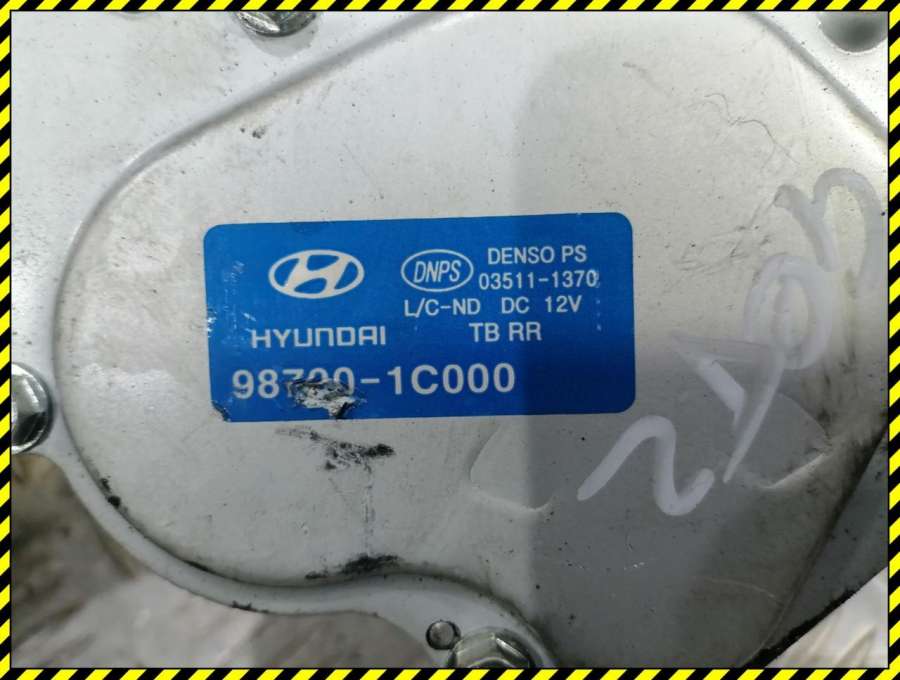 DNPS
DENSO PS
03511-1370
L/C-ND DC 12V
HYUNDAI
TB RR
-1C000